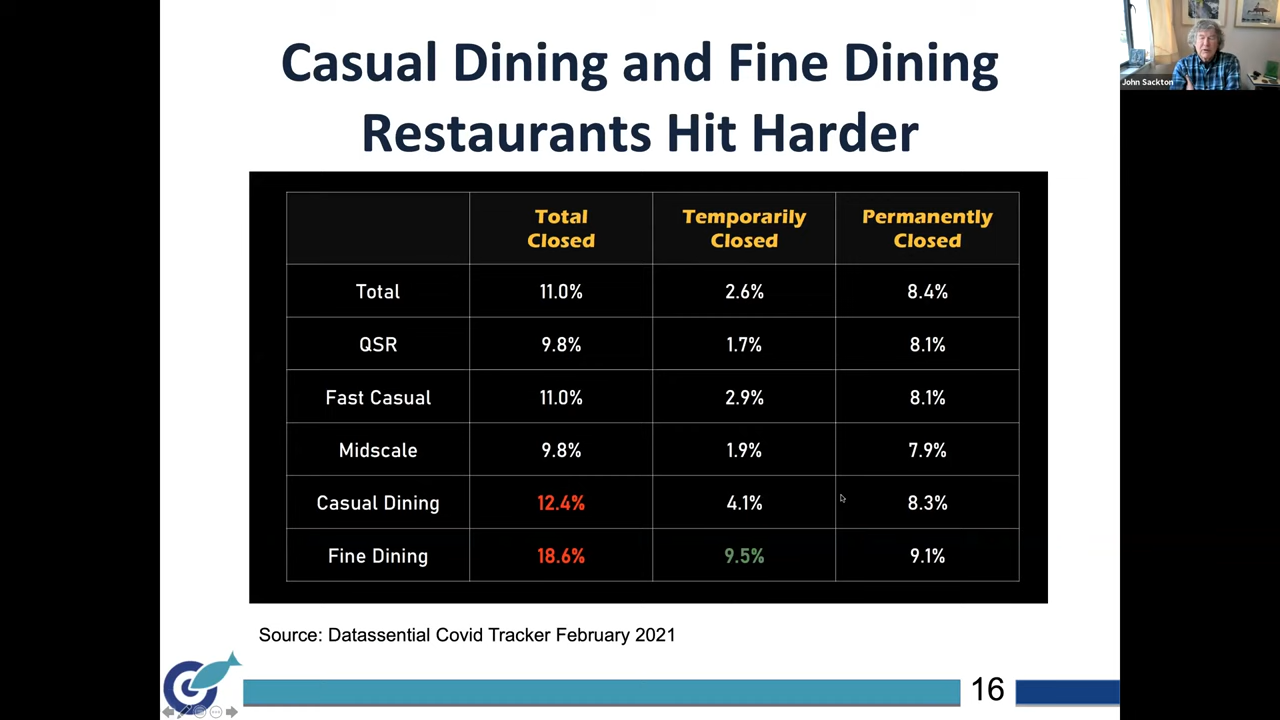 Casual Dining and Fine Dining
Restaurants Hit Harder
John Sackton
Total Closed Temporarily Closed Permanently Closed
Total 11.0% 2.6% 8.4%
QSR 9.8% 1.7% 8.1%
Fast Casual 11.0% 2.9% 8.1%
Midscale 9.8% 1.9% 7.9%
Casual Dining 12.4% 4.1% 8.3%
Fine Dining 18.6% 9.5% 9.1%
Source: Datassential Covid Tracker February 2021
16